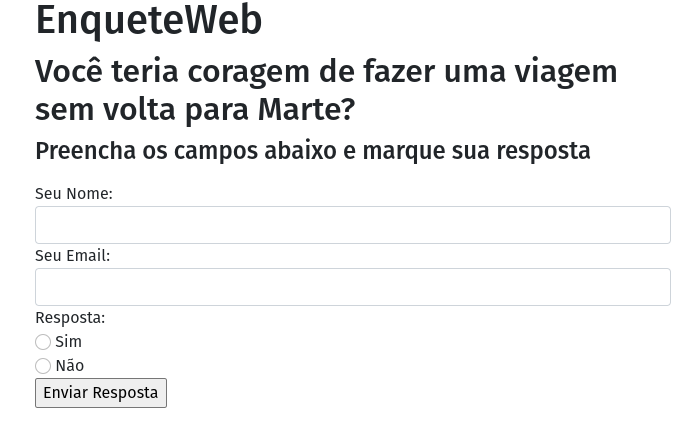 EnqueteWeb
Você teria coragem de fazer uma viagem
sem volta para Marte?
Preencha os campos abaixo e marque sua resposta
Seu Nome:
Seu Email:
Resposta:
Sim
Não
Enviar Resposta